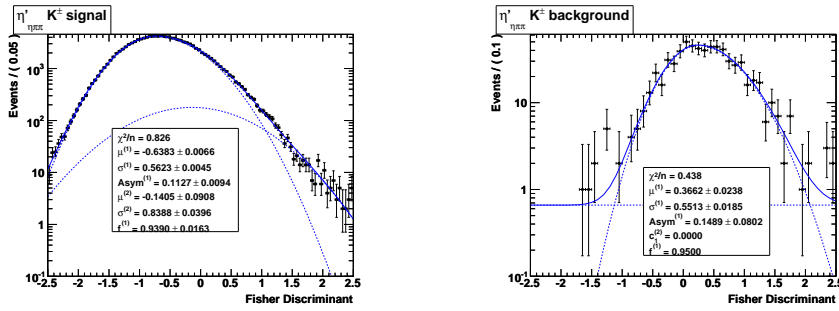 η'ηππ K± signal
Events / ( 0.05 )
10³
10²
10
1
10⁻¹
χ²/n = 0.826
μ⁽¹⁾ = -0.6383 ± 0.0066
σ⁽¹⁾ = 0.5623 ± 0.0045
Asym⁽¹⁾ = 0.1127 ± 0.0094
μ⁽²⁾ = -0.1405 ± 0.0908
σ⁽²⁾ = 0.8388 ± 0.0396
f⁽¹⁾ = 0.9390 ± 0.0163
-2.5 -2 -1.5 -1 -0.5 0 0.5 1 1.5 2 2.5
Fisher Discriminant
η'ηππ K± background
Events / ( 0.1 )
10
1
10⁻¹
χ²/n = 0.438
μ⁽¹⁾ = 0.3662 ± 0.0238
σ⁽¹⁾ = 0.5513 ± 0.0185
Asym⁽¹⁾ = 0.1489 ± 0.0802
c₁⁽²⁾ = 0.0000
f⁽¹⁾ = 0.9500
-2.5 -2 -1.5 -1 -0.5 0 0.5 1 1.5 2 2.5
Fisher Discriminant